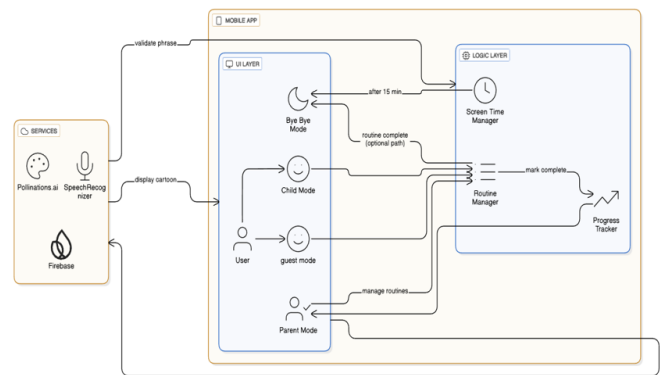 MOBILE APP
validate phrase
UI LAYER
LOGIC LAYER
after 15 min
Bye Bye
Mode
Screen Time
Manager
SERVICES
routine complete
(optional path)
Pollinations.ai
SpeechRecog
nizer
display cartoon
Child Mode
mark complete
Routine
Manager
Progress
Tracker
Firebase
User
guest mode
manage routines
Parent Mode